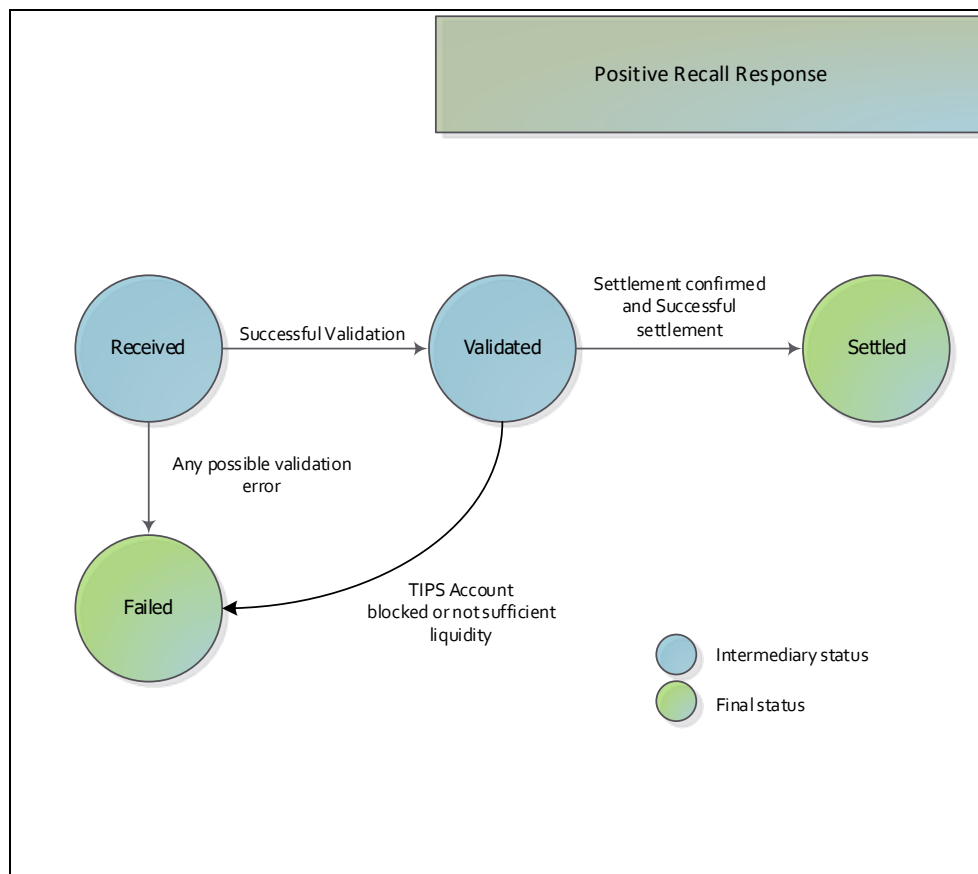 Positive Recall Response
Settlement confirmed
and Successful
settlement
Received
Successful Validation
Validated
Settled
Any possible validation
error
Failed
TIPS Account
blocked or not sufficient
liquidity
Intermediary status
Final status